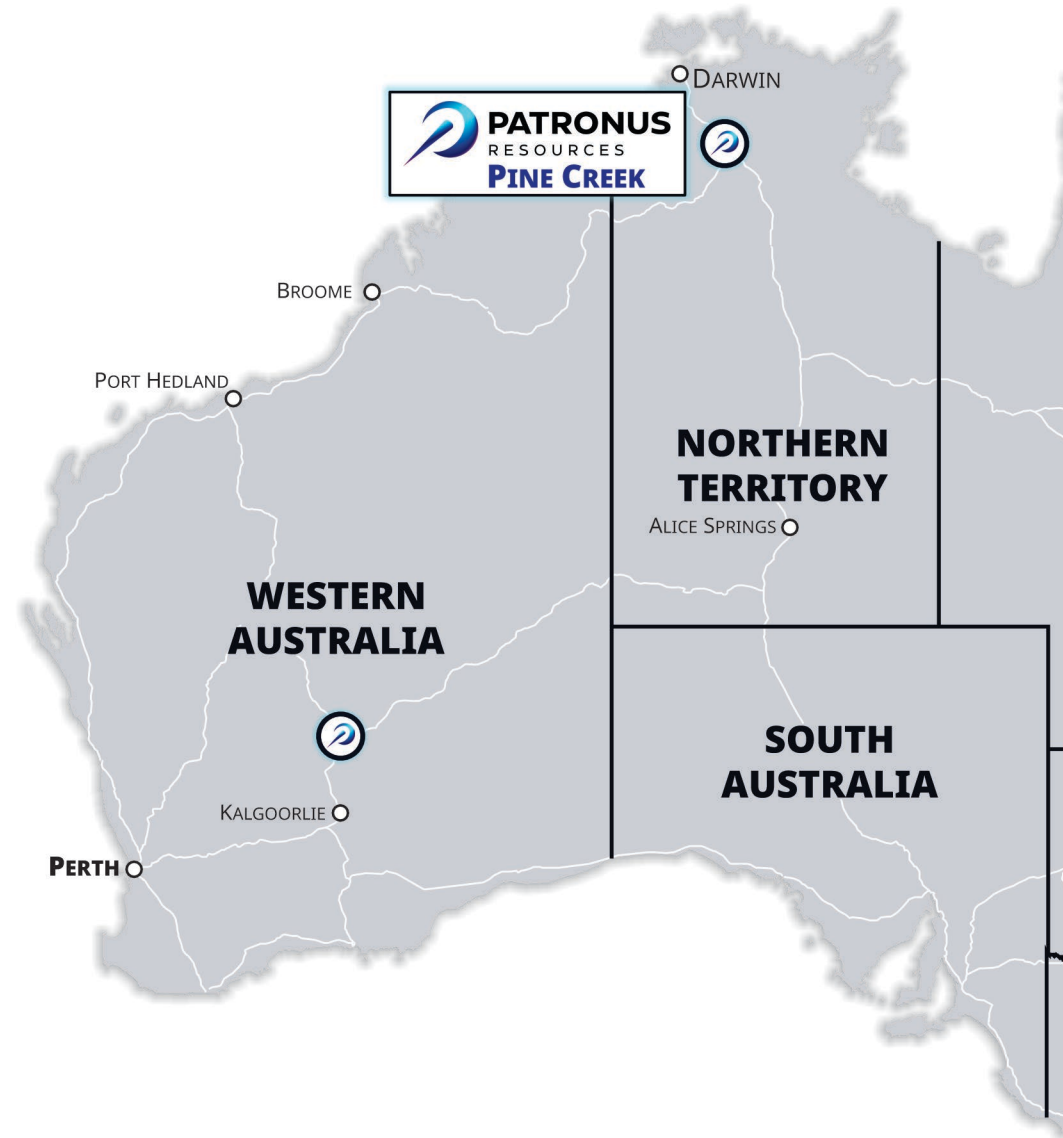 DARWIN
PATRONUS
RESOURCES
PINE CREEK
BROOME
PORT HEDLAND
NORTHERN
TERRITORY
ALICE SPRINGS
WESTERN
AUSTRALIA
SOUTH
AUSTRALIA
KALGOORLIE
PERTH